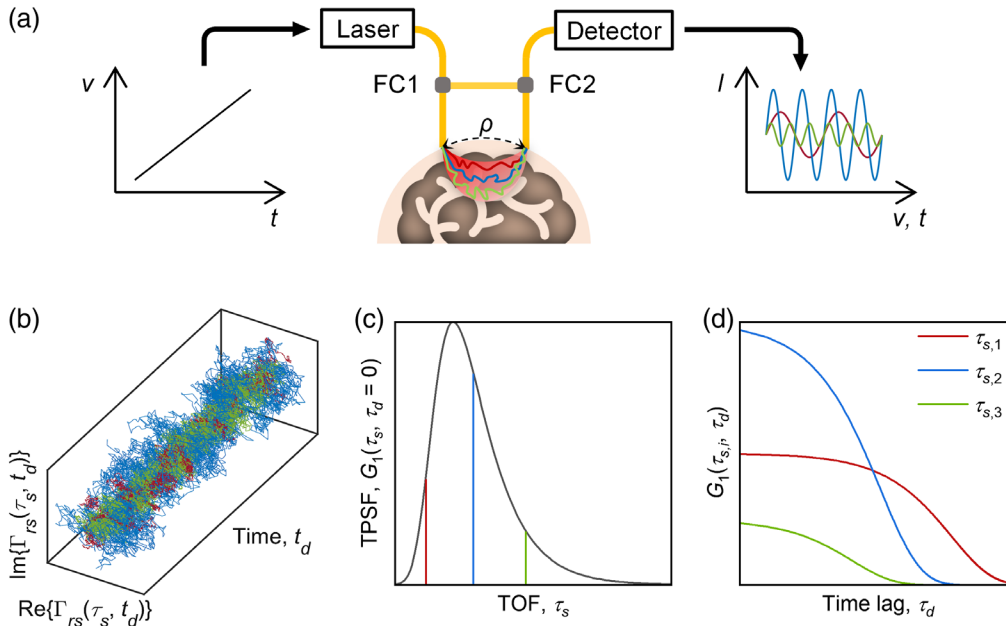 (a)
Laser
Detector
v
t
FC1
FC2
ρ
I
v, t
(b)
Im{Γrs(τs, td)}
Re{Γrs(τs, td)}
Time, td
(c)
TPSF, G1(τs, τd = 0)
TOF, τs
(d)
τs,1
τs,2
τs,3
G1(τs,i, τd)
Time lag, τd